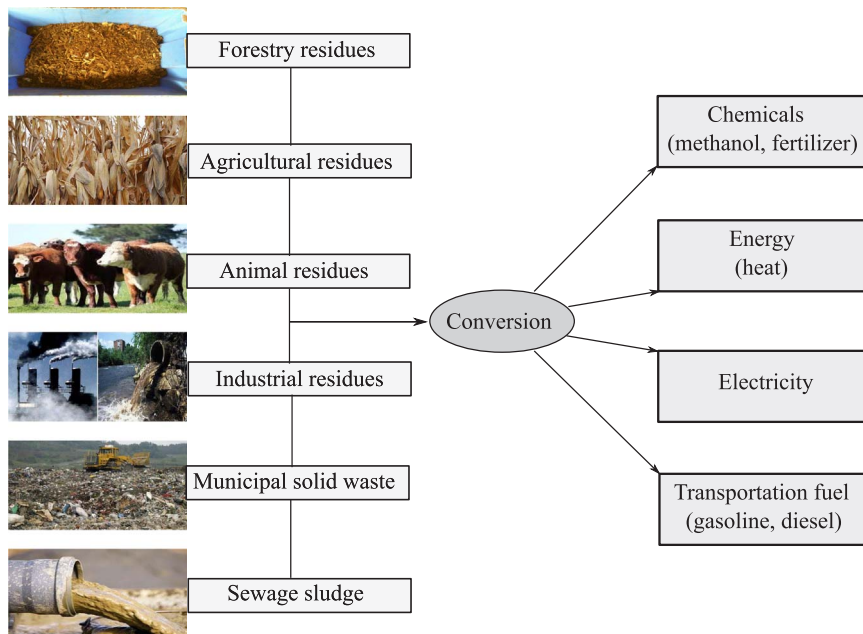 Forestry residues
Agricultural residues
Animal residues
Industrial residues
Municipal solid waste
Sewage sludge
Conversion
Chemicals
(methanol, fertilizer)
Energy
(heat)
Electricity
Transportation fuel
(gasoline, diesel)